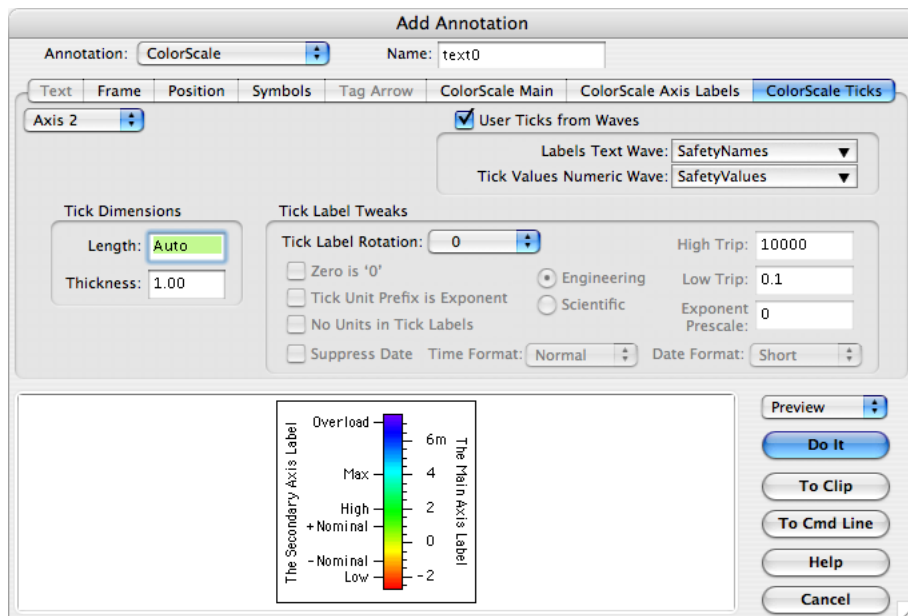 Add Annotation
Annotation: ColorScale Name: text0
Text Frame Position Symbols Tag Arrow ColorScale Main ColorScale Axis Labels ColorScale Ticks
Axis 2
User Ticks from Waves
Labels Text Wave: SafetyNames
Tick Values Numeric Wave: SafetyValues
Tick Dimensions
Length: Auto
Thickness: 1.00
Tick Label Tweaks
Tick Label Rotation: 0
Zero is '0'
Tick Unit Prefix is Exponent
No Units in Tick Labels
Engineering
Scientific
High Trip: 10000
Low Trip: 0.1
Exponent
Prescale: 0
Suppress Date Time Format: Normal Date Format: Short
The Secondary Axis Label
Overload
Max
High
+Nominal
-Nominal
Low
6m
4
2
0
-2
The Main Axis Label
Preview
Do It
To Clip
To Cmd Line
Help
Cancel